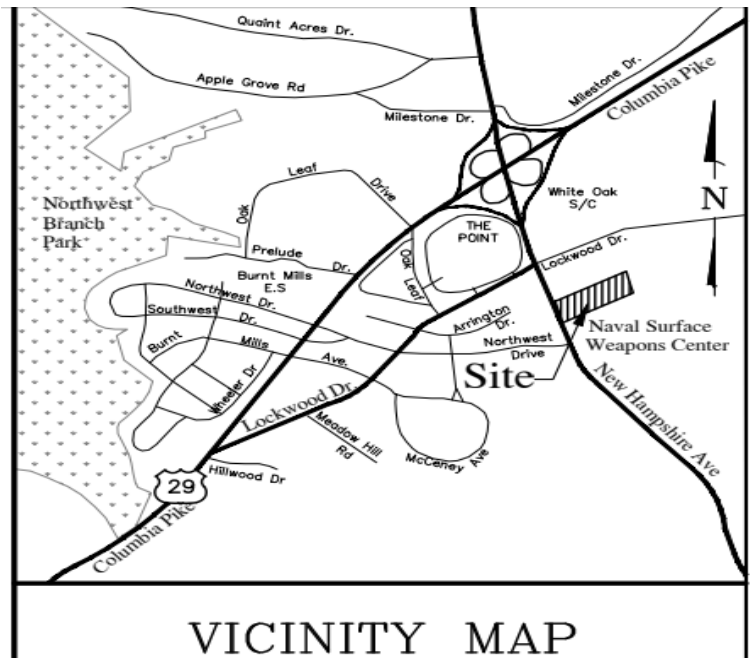 Quaint Acres Dr.
Apple Grove Rd
Milestone Dr.
Milestone Dr.
Columbia Pike
Leaf
Drive
Oak
White Oak
S/C
N
Northwest
Branch
Park
THE
POINT
Prelude
Dr.
Oak Leaf
Lockwood Dr.
Burnt Mills
E.S
Northwest Dr.
Southwest
Dr.
Arrington
Dr.
Burnt
Mills
Ave.
Northwest
Drive
Naval Surface
Weapons Center
Site
Wheeler Dr
Lockwood Dr.
New Hampshire Ave
Meadow Hill
Rd
McCeney Ave
Hillwood Dr
29
Columbia Pike
VICINITY MAP